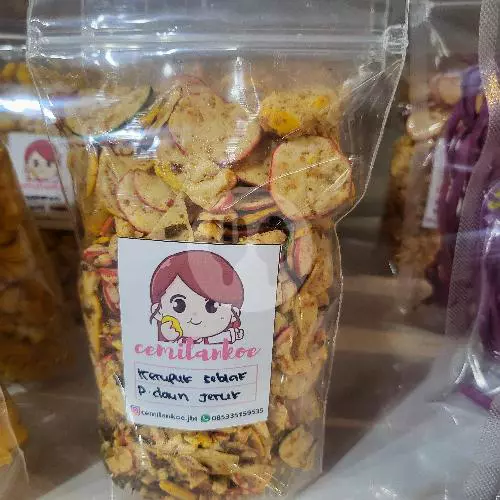 cemilankoe
Kerupuk seblak
P. daun jeruk
cemilankoe.jbi 085335159535